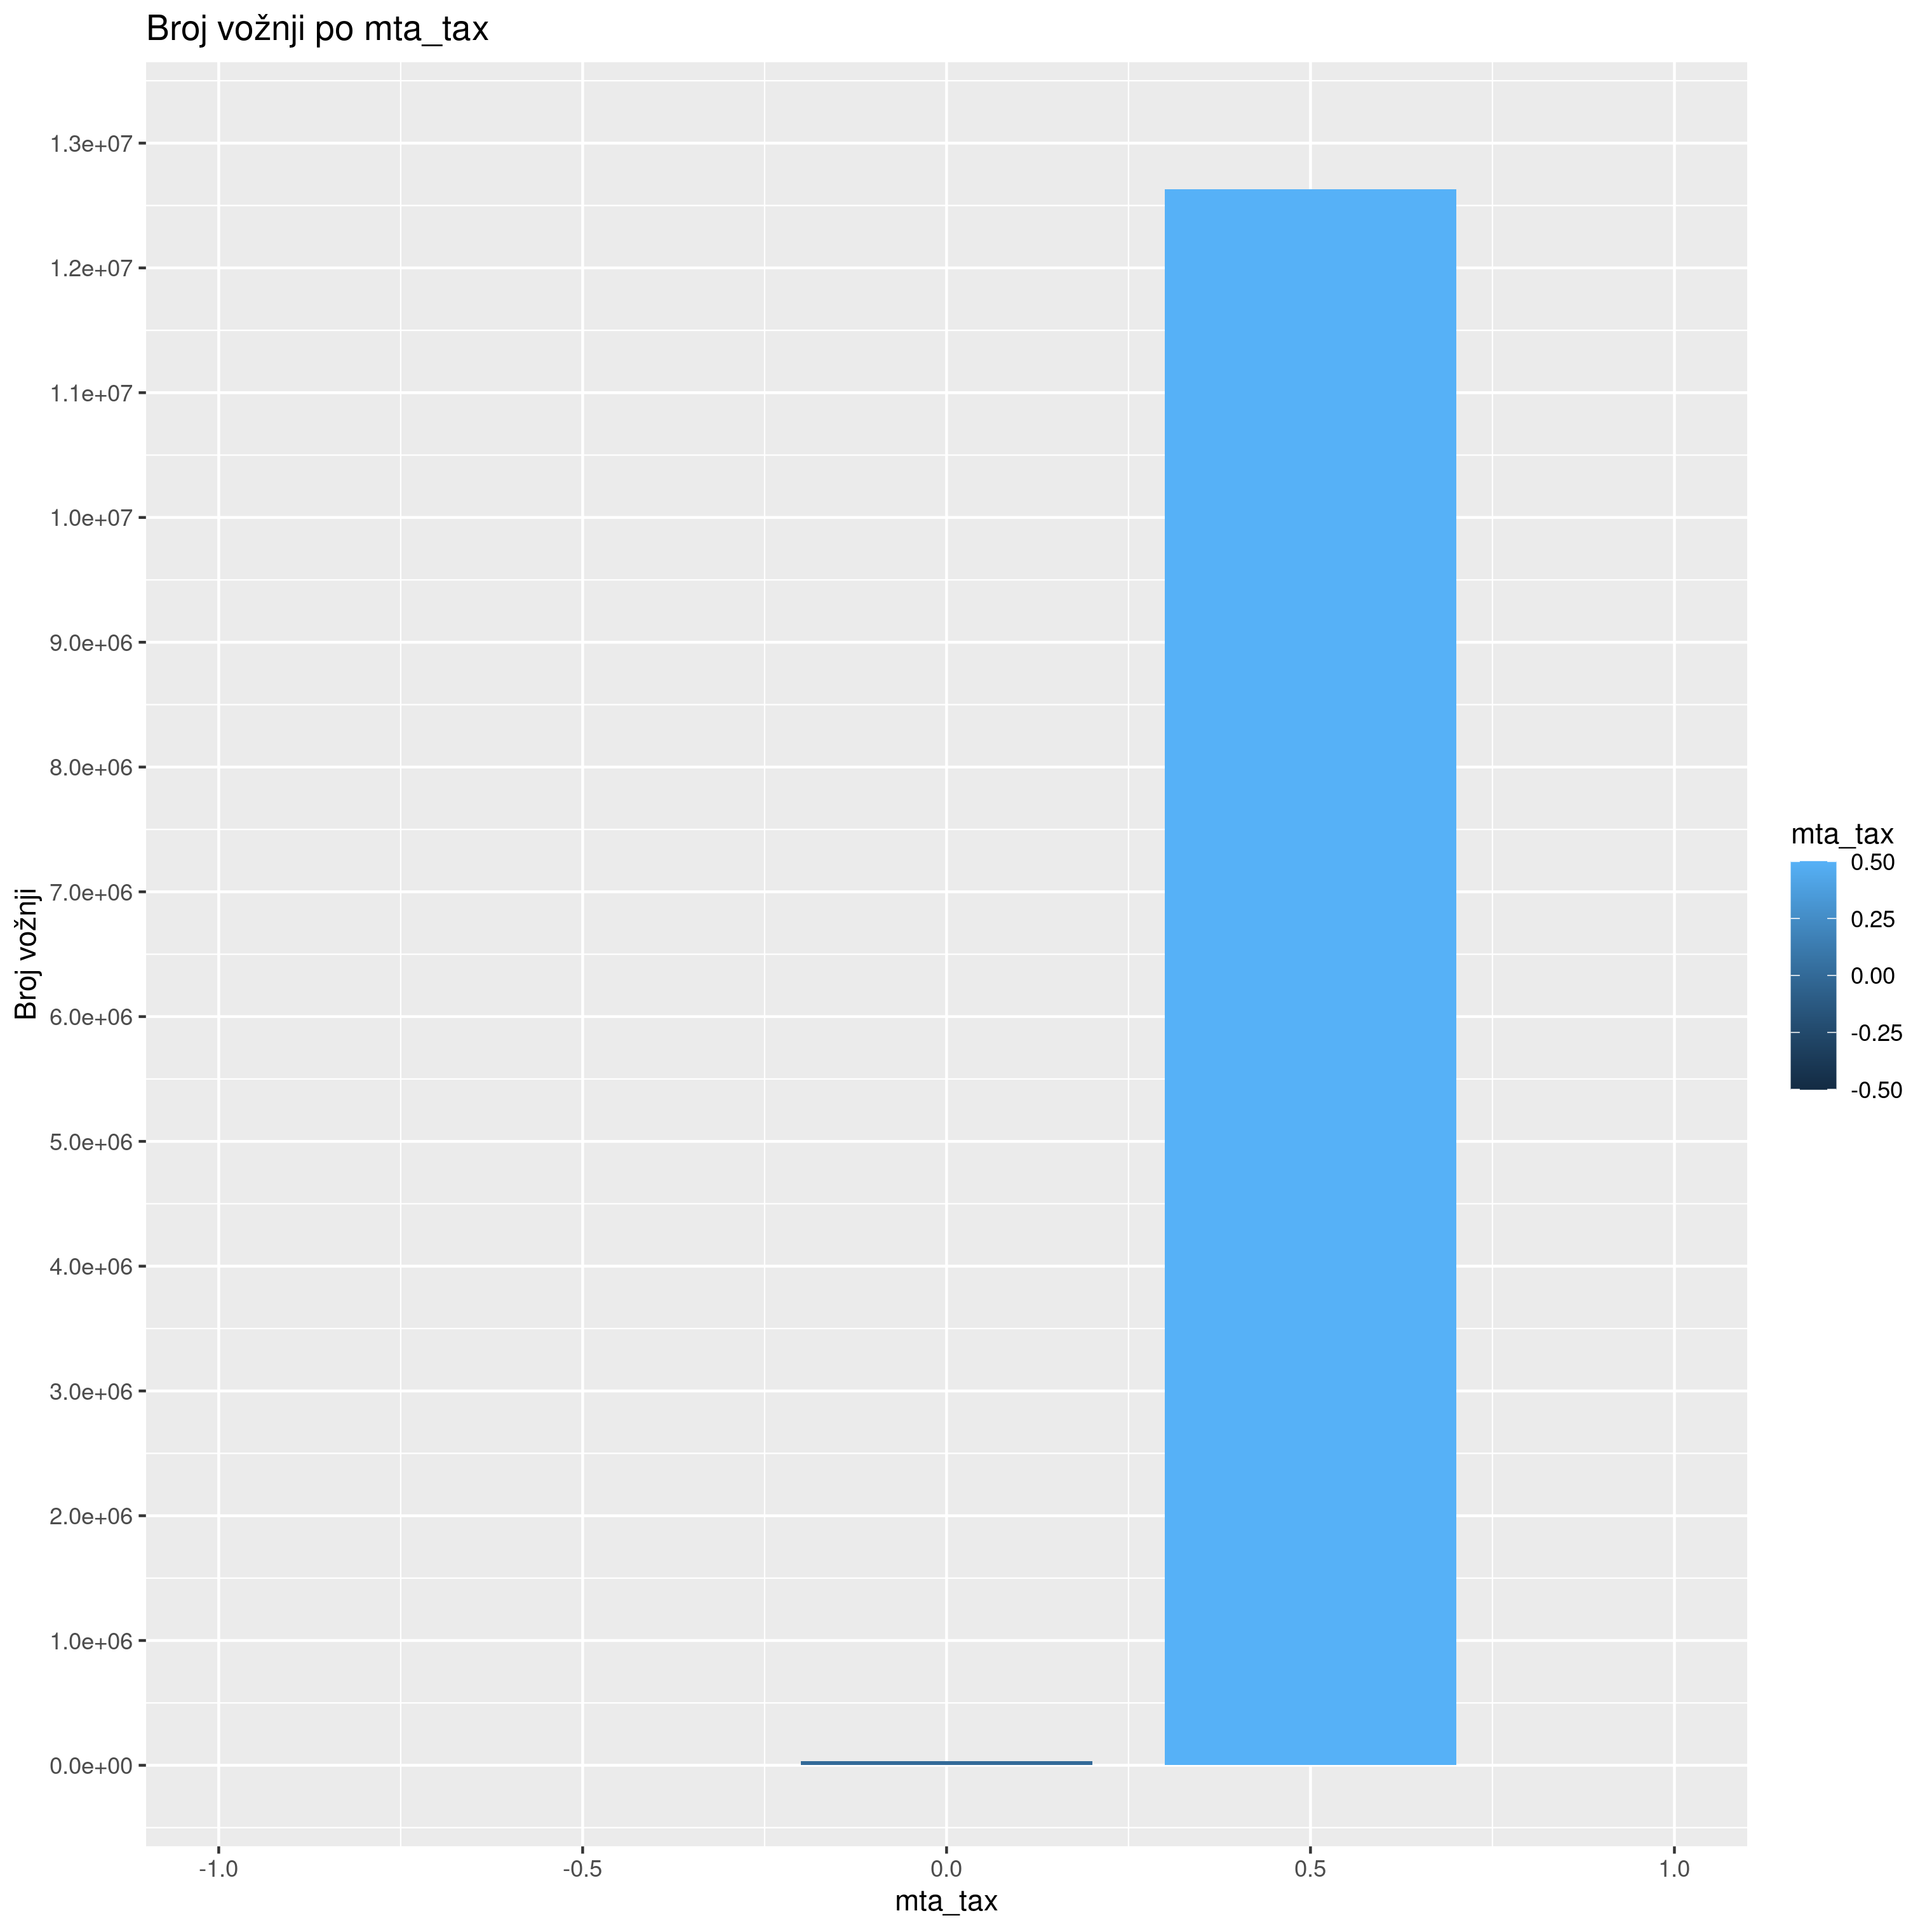 Broj vožnji po mta_tax
1.3e+07
1.2e+07
1.1e+07
1.0e+07
9.0e+06
8.0e+06
7.0e+06
6.0e+06
5.0e+06
4.0e+06
3.0e+06
2.0e+06
1.0e+06
0.0e+00
Broj vožnji
-1.0
-0.5
0.0
0.5
1.0
mta_tax
mta_tax
0.50
0.25
0.00
-0.25
-0.50